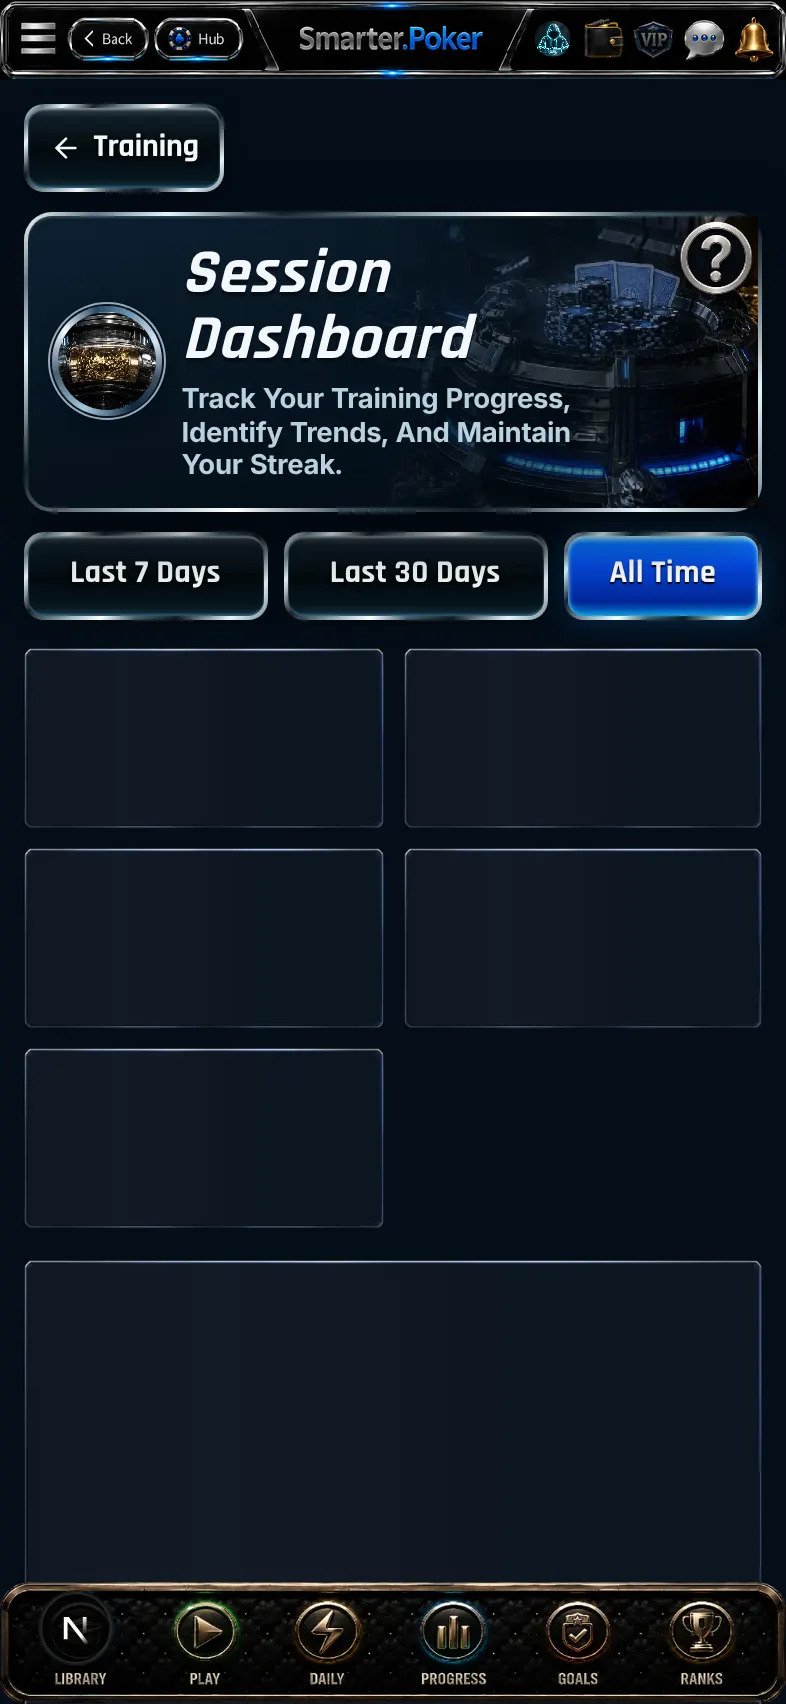 Back
Hub
Smarter.Poker
VIP
Training
?
Session
Dashboard
Track Your Training Progress,
Identify Trends, And Maintain
Your Streak.
Last 7 Days
Last 30 Days
All Time
N
LIBRARY
PLAY
DAILY
PROGRESS
GOALS
RANKS